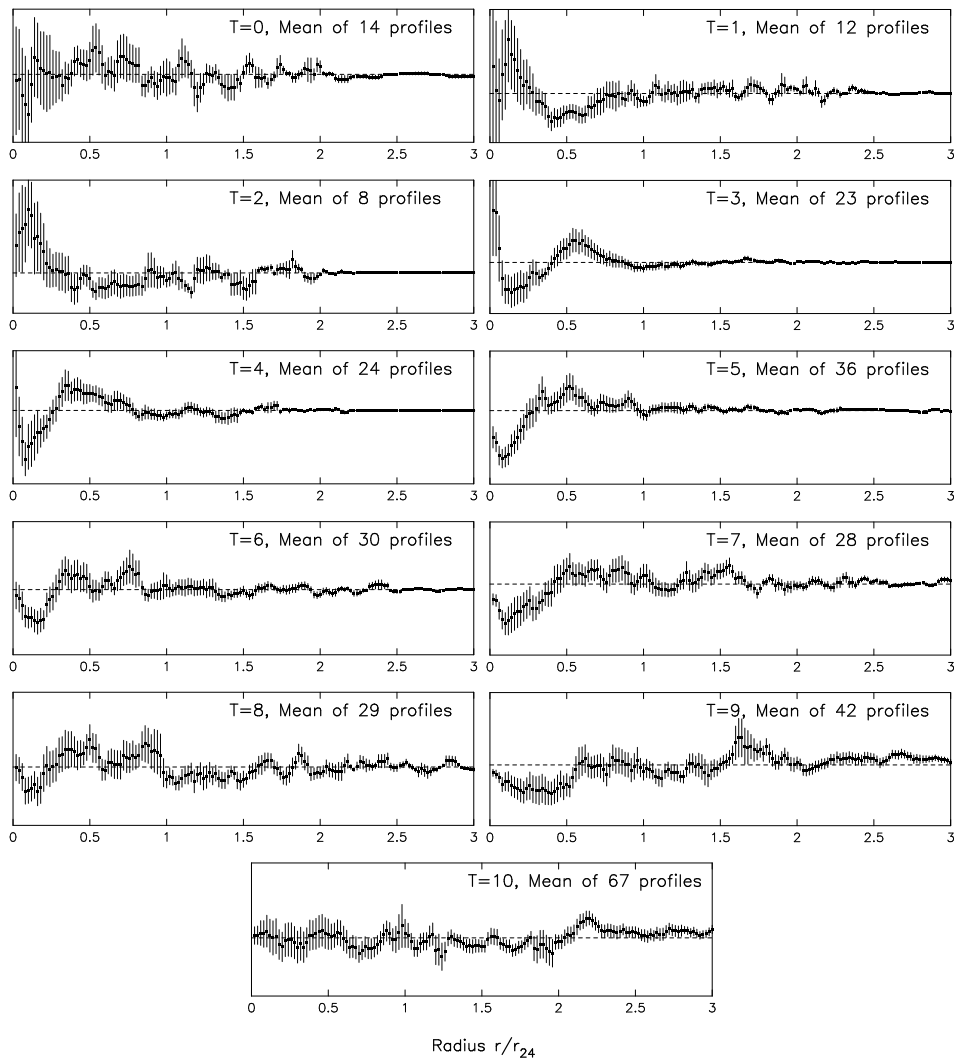 T=0, Mean of 14 profiles
0 0.5 1 1.5 2 2.5 3
T=1, Mean of 12 profiles
0 0.5 1 1.5 2 2.5 3
T=2, Mean of 8 profiles
0 0.5 1 1.5 2 2.5 3
T=3, Mean of 23 profiles
0 0.5 1 1.5 2 2.5 3
T=4, Mean of 24 profiles
0 0.5 1 1.5 2 2.5 3
T=5, Mean of 36 profiles
0 0.5 1 1.5 2 2.5 3
T=6, Mean of 30 profiles
0 0.5 1 1.5 2 2.5 3
T=7, Mean of 28 profiles
0 0.5 1 1.5 2 2.5 3
T=8, Mean of 29 profiles
0 0.5 1 1.5 2 2.5 3
T=9, Mean of 42 profiles
0 0.5 1 1.5 2 2.5 3
T=10, Mean of 67 profiles
0 0.5 1 1.5 2 2.5 3
Radius r/r₂₄